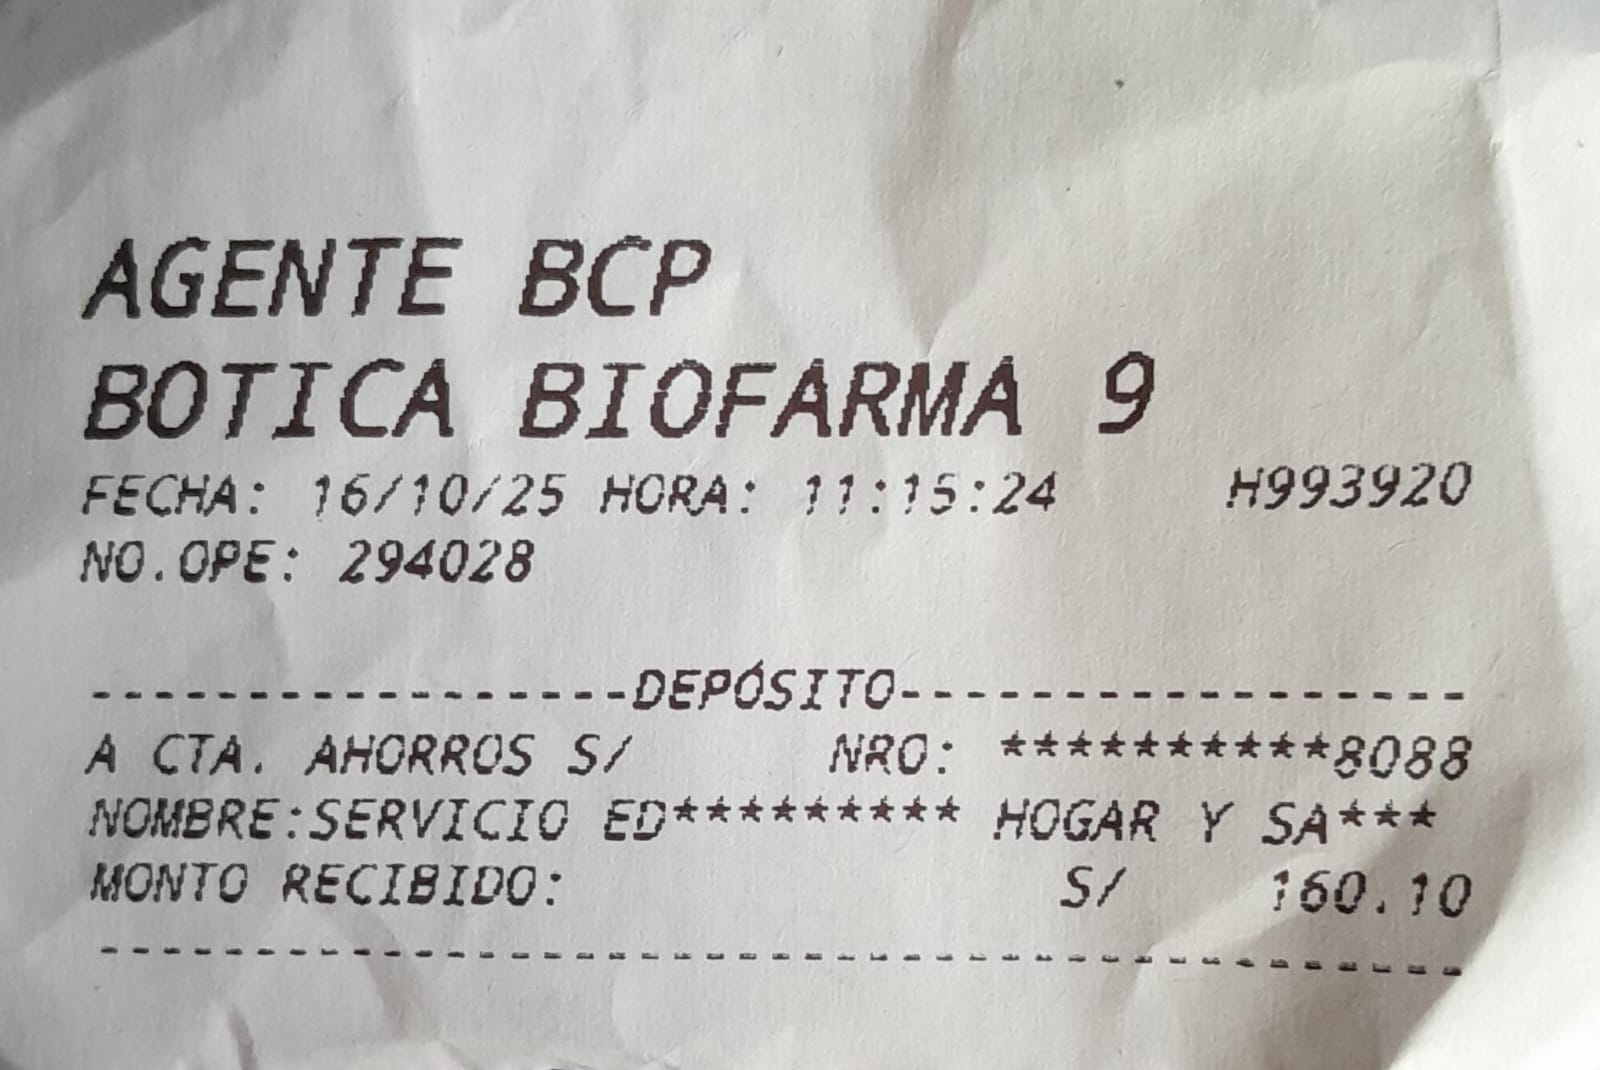 AGENTE BCP
BOTICA BIOFARMA 9
FECHA: 16/10/25 HORA: 11:15:24 H993920
NO.OPE: 294028
-----------------DEPÓSITO------------------
A CTA. AHORROS S/ NRO: **********8088
NOMBRE:SERVICIO ED********* HOGAR Y SA***
MONTO RECIBIDO: S/ 160.10
-------------------------------------------